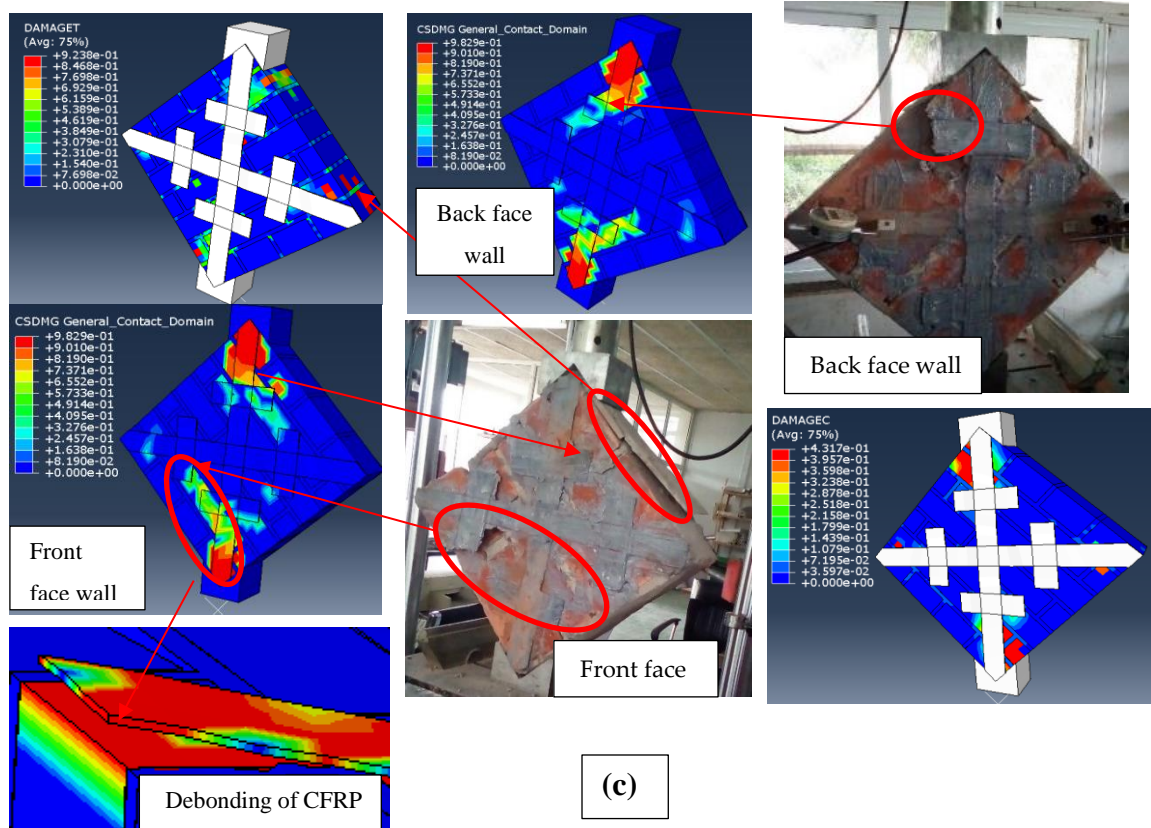 DAMAGET
(Avg: 75%)
+9.238e-01
+8.468e-01
+7.698e-01
+6.929e-01
+6.159e-01
+5.389e-01
+4.619e-01
+3.849e-01
+3.079e-01
+2.310e-01
+1.540e-01
+7.698e-02
+0.000e+00
CSDMG General_Contact_Domain
+9.829e-01
+9.010e-01
+8.190e-01
+7.371e-01
+6.552e-01
+5.733e-01
+4.914e-01
+4.095e-01
+3.276e-01
+2.457e-01
+1.638e-01
+8.190e-02
+0.000e+00
Back face
wall
Back face wall
CSDMG General_Contact_Domain
+9.829e-01
+9.010e-01
+8.190e-01
+7.371e-01
+6.552e-01
+5.733e-01
+4.914e-01
+4.095e-01
+3.276e-01
+2.457e-01
+1.638e-01
+8.190e-02
+0.000e+00
Front
face wall
Front face
DAMAGEC
(Avg: 75%)
+4.317e-01
+3.957e-01
+3.598e-01
+3.238e-01
+2.878e-01
+2.518e-01
+2.158e-01
+1.799e-01
+1.439e-01
+1.079e-01
+7.195e-02
+3.597e-02
+0.000e+00
Debonding of CFRP
(c)